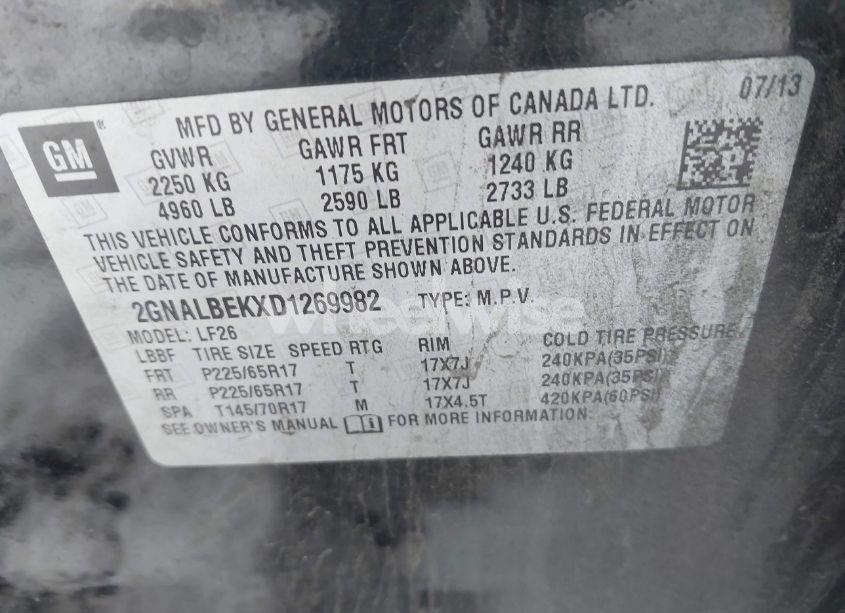 07/13
GM
MFD BY GENERAL MOTORS OF CANADA LTD.
GVWR GAWR FRT GAWR RR
2250 KG 1175 KG 1240 KG
4960 LB 2590 LB 2733 LB
THIS VEHICLE CONFORMS TO ALL APPLICABLE U.S. FEDERAL MOTOR
VEHICLE SAFETY AND THEFT PREVENTION STANDARDS IN EFFECT ON
THE DATE OF MANUFACTURE SHOWN ABOVE.
2GNALBEKXD1269982 TYPE: M.P.V.
wheelwise
MODEL: LF26
LBBF TIRE SIZE SPEED RTG RIM COLD TIRE PRESSURE
FRT P225/65R17 T 17X7J 240KPA(35PSI)
RR P225/65R17 T 17X7J 240KPA(35PSI)
SPA T145/70R17 M 17X4.5T 420KPA(60PSI)
SEE OWNER'S MANUAL FOR MORE INFORMATION.